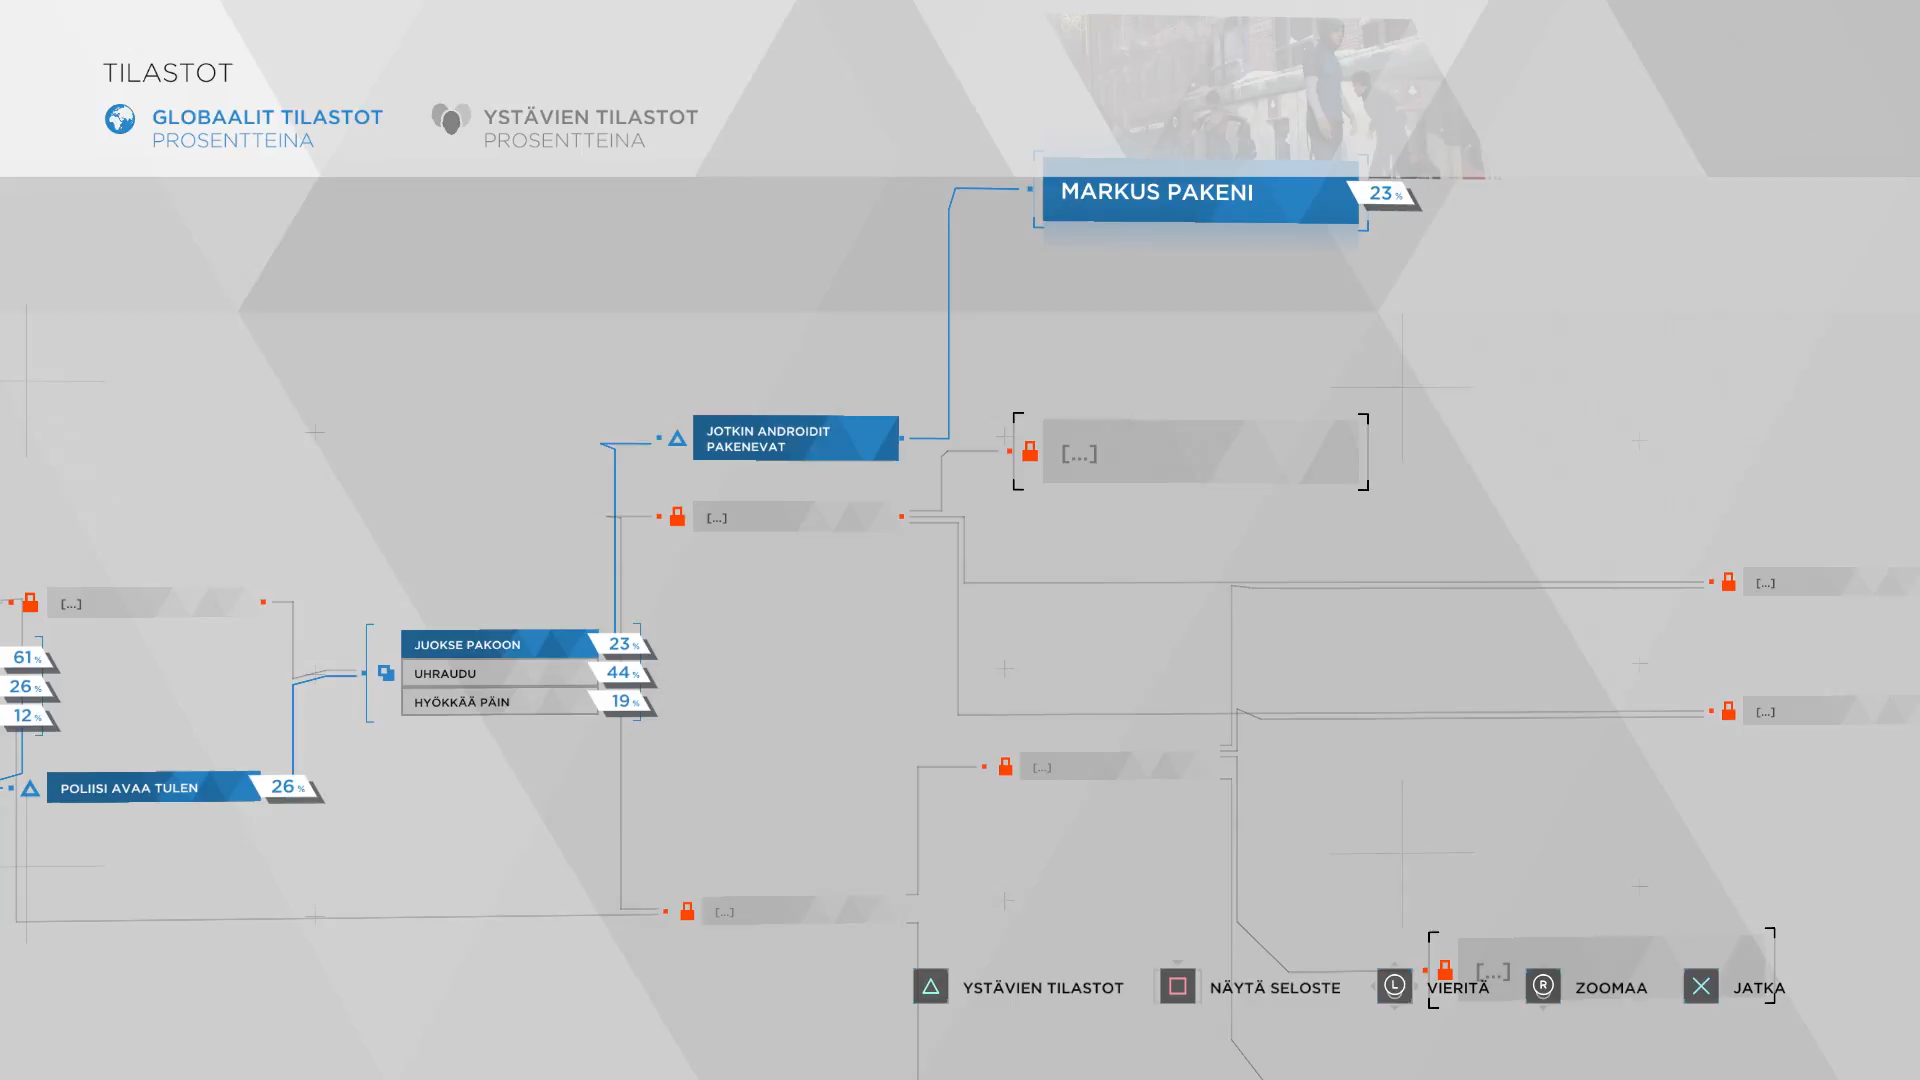 TILASTOT
GLOBAALIT TILASTOT
PROSENTTEINA
YSTÄVIEN TILASTOT
PROSENTTEINA
MARKUS PAKENI
23%
JOTKIN ANDROIDIT
PAKENEVAT
[...]
[...]
[...]
[...]
61%
26%
12%
JUOKSE PAKOON 23%
UHRAUDU 44%
HYÖKKÄÄ PÄIN 19%
[...]
[...]
POLIISI AVAA TULEN 26%
[...]
[...]
YSTÄVIEN TILASTOT
NÄYTÄ SELOSTE
L
VIERITÄ
R
ZOOMAA
JATKA